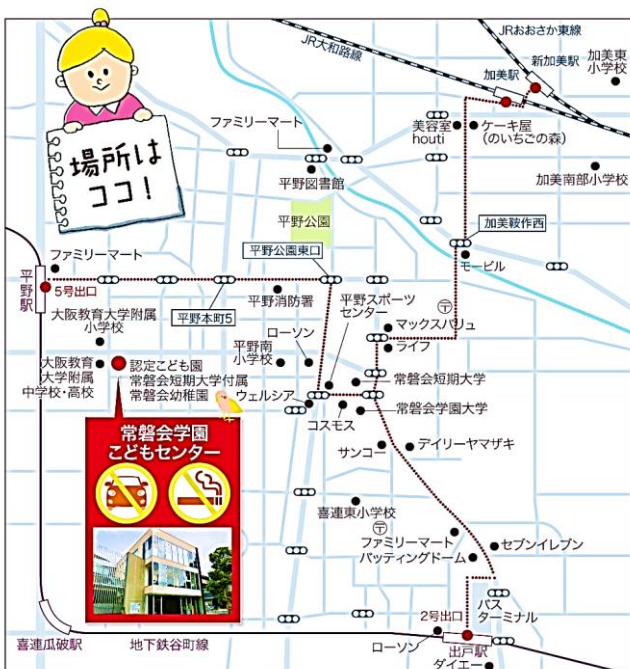 JRおおさか東線
JR大和路線
新加美駅
加美駅
加美東
小学校
場所は
ココ！
ファミリーマート
美容室
houti
ケーキ屋
(のいちごの森)
平野図書館
加美南部小学校
平野公園
加美鞍作西
ファミリーマート
平野公園東口
モービル
平野駅
5号出口
平野本町5
平野消防署
平野スポーツ
センター
〒
大阪教育大学附属
小学校
ローソン
マックスバリュ
ライフ
平野南
小学校
大阪教育
大学附属
中学校・高校
認定こども園
常磐会短期大学付属
常磐会幼稚園
ウェルシア
常磐会短期大学
コスモス
常磐会学園大学
常磐会学園
こどもセンター
サンコー
デイリーヤマザキ
喜連東小学校
〒
ファミリーマート
バッティングドーム
セブンイレブン
バス
ターミナル
2号出口
喜連瓜破駅
地下鉄谷町線
ローソン
出戸駅
ダイエー